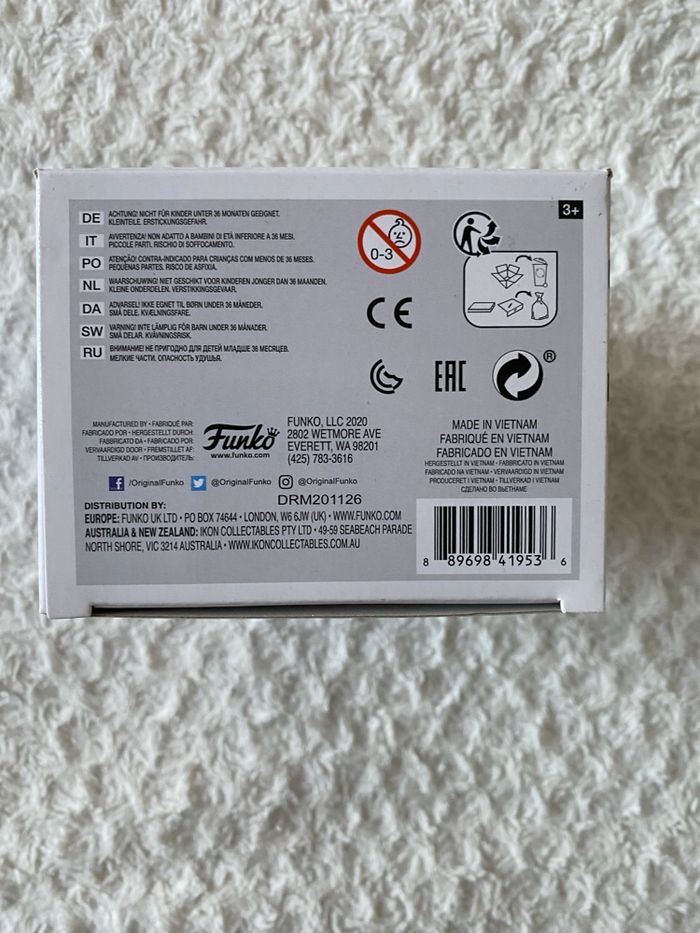 3+
DE ACHTUNG! NICHT FÜR KINDER UNTER 36 MONATEN GEEIGNET.
KLEINTEILE. ERSTICKUNGSGEFAHR.
IT AVVERTENZA! NON ADATTO A BAMBINI DI ETÀ INFERIORE A 36 MESI.
PICCOLE PARTI. RISCHIO DI SOFFOCAMENTO.
PO ATENÇÃO! CONTRA-INDICADO PARA CRIANÇAS COM MENOS DE 36 MESES.
PEQUENAS PARTES. RISCO DE ASFIXIA.
NL WAARSCHUWING! NIET GESCHIKT VOOR KINDEREN JONGER DAN 36 MAANDEN.
KLEINE ONDERDELEN. VERSTIKKINGSGEVAAR.
DA ADVARSEL! IKKE EGNET TIL BØRN UNDER 36 MÅNEDER.
SMÅ DELE. KVÆLNINGSFARE.
SW VARNING! INTE LÄMPLIG FÖR BARN UNDER 36 MÅNADER.
SMÅ DELAR. KVÄVNINGSRISK.
RU ВНИМАНИЕ! НЕ ПРИГОДНО ДЛЯ ДЕТЕЙ МЛАДШЕ 36 МЕСЯЦЕВ.
МЕЛКИЕ ЧАСТИ. ОПАСНОСТЬ УДУШЬЯ.
0-3
CE
EAC
®
MANUFACTURED BY • FABRIQUÉ PAR:
FABRICADO POR • HERGESTELLT DURCH:
FABBRICATO DA • FABRICADO POR:
VERVAARDIGD DOOR • FREMSTILLET AF:
TILLVERKAD AV • ПРОИЗВОДИТЕЛЬ:
Funko
www.funko.com
FUNKO, LLC 2020
2802 WETMORE AVE
EVERETT, WA 98201
(425) 783-3616
/OriginalFunko @OriginalFunko @OriginalFunko
DRM201126
DISTRIBUTION BY:
EUROPE: FUNKO UK LTD • PO BOX 74644 • LONDON, W6 6JW (UK) • WWW.FUNKO.COM
AUSTRALIA & NEW ZEALAND: IKON COLLECTABLES PTY LTD • 49-59 SEABEACH PARADE
NORTH SHORE, VIC 3214 AUSTRALIA • WWW.IKONCOLLECTABLES.COM.AU
MADE IN VIETNAM
FABRIQUÉ EN VIETNAM
FABRICADO EN VIETNAM
HERGESTELLT IN VIETNAM • FABBRICATO IN VIETNAM
FABRICADO NA VIETNAM • VERVAARDIGD IN VIETNAM
PRODUCERET I VIETNAM • TILLVERKAD I VIETNAM
СДЕЛАНО ВО ВЬЕТНАМЕ
8 89698 41953 6